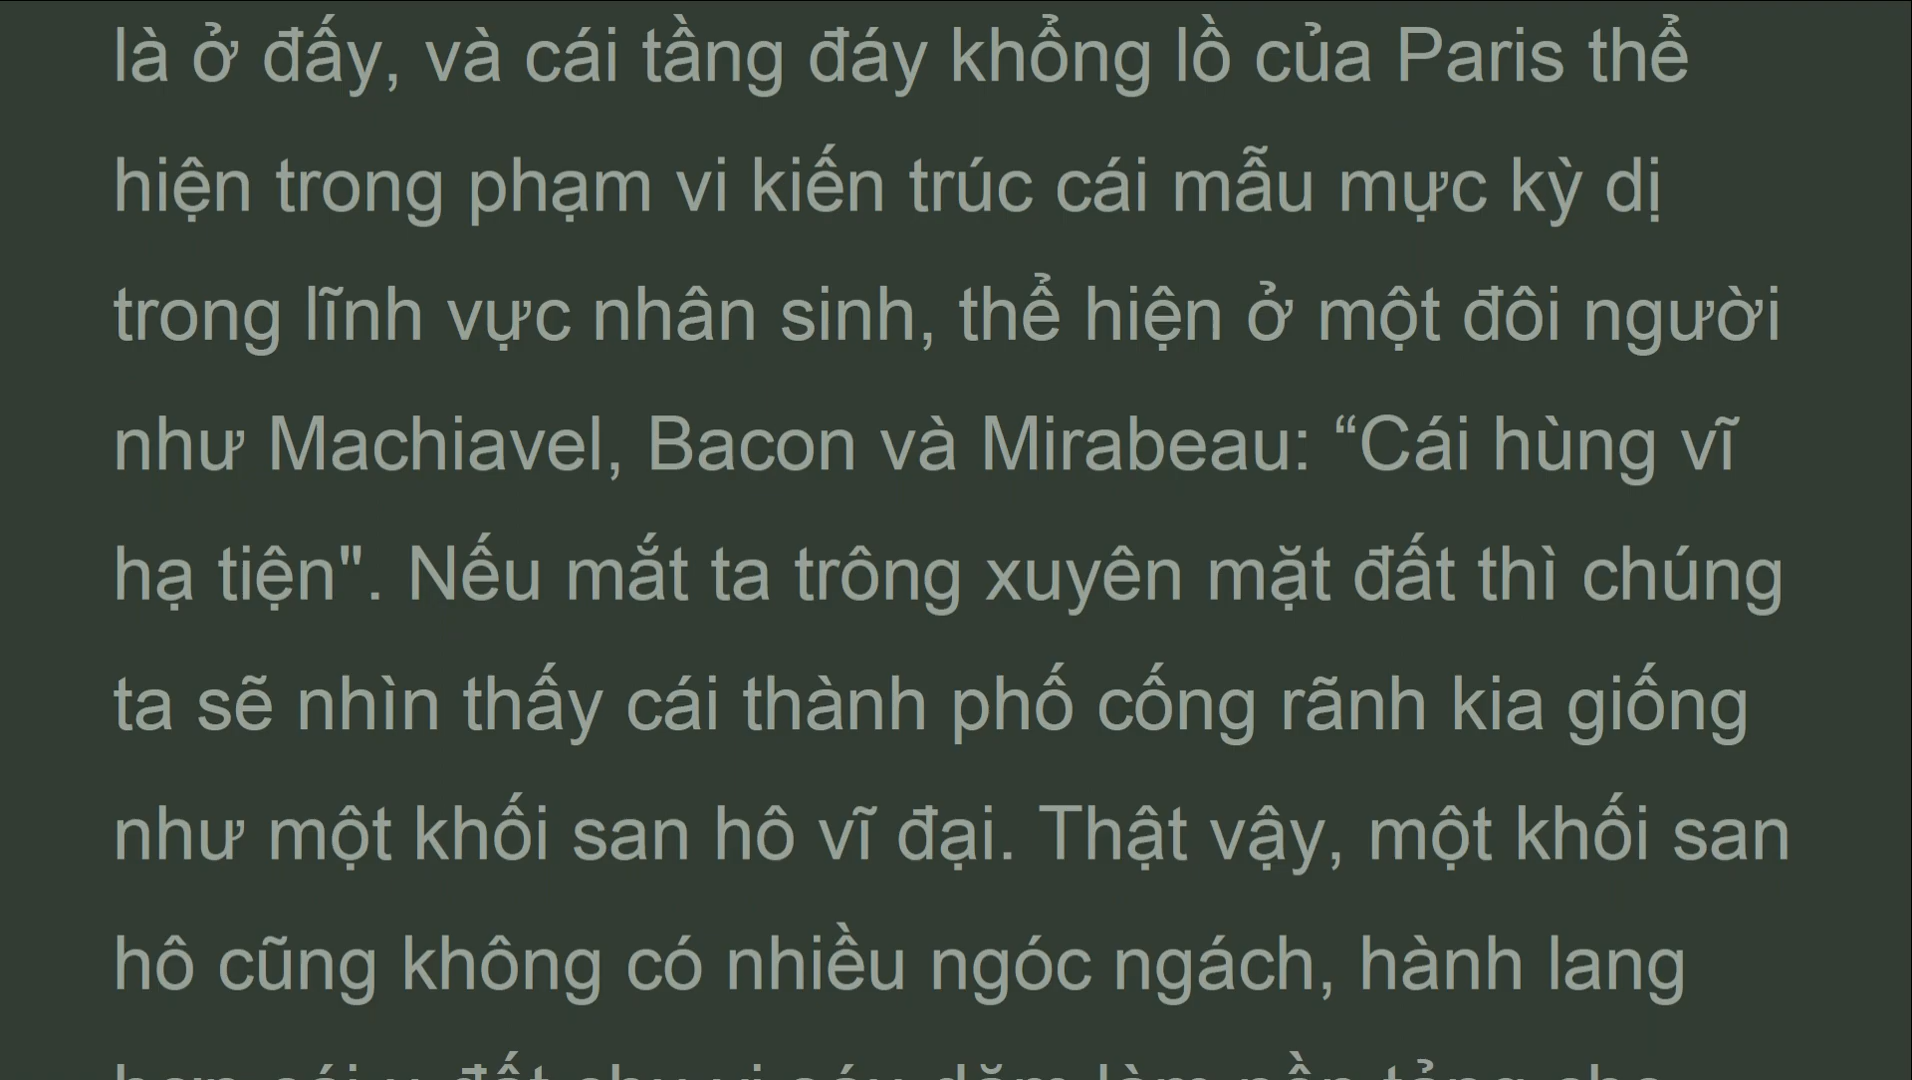 là ở đấy, và cái tầng đáy khổng lồ của Paris thể
hiện trong phạm vi kiến trúc cái mẫu mực kỳ dị
trong lĩnh vực nhân sinh, thể hiện ở một đôi người
như Machiavel, Bacon và Mirabeau: “Cái hùng vĩ
hạ tiện". Nếu mắt ta trông xuyên mặt đất thì chúng
ta sẽ nhìn thấy cái thành phố cống rãnh kia giống
như một khối san hô vĩ đại. Thật vậy, một khối san
hô cũng không có nhiều ngóc ngách, hành lang